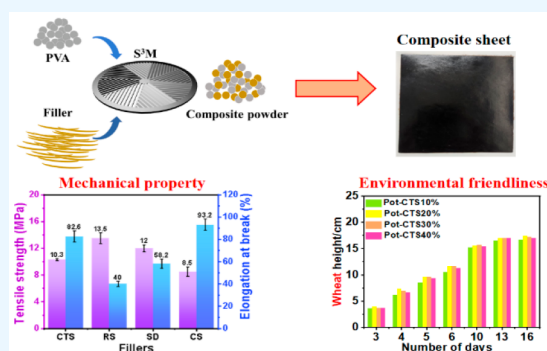 PVA
S³M
Filler
Composite powder
Composite sheet
Mechanical property
Tensile strength (MPa)
20
16
12
8
4
0
10.3
82.6
13.5
40
12
58.2
8.5
93.2
CTS
RS
SD
CS
Fillers
120
100
80
60
40
20
0
Elongation at break (%)
Environmental friendliness
Wheat height/cm
25
20
15
10
5
0
Pot-CTS10%
Pot-CTS20%
Pot-CTS30%
Pot-CTS40%
3
4
5
6
10
13
16
Number of days